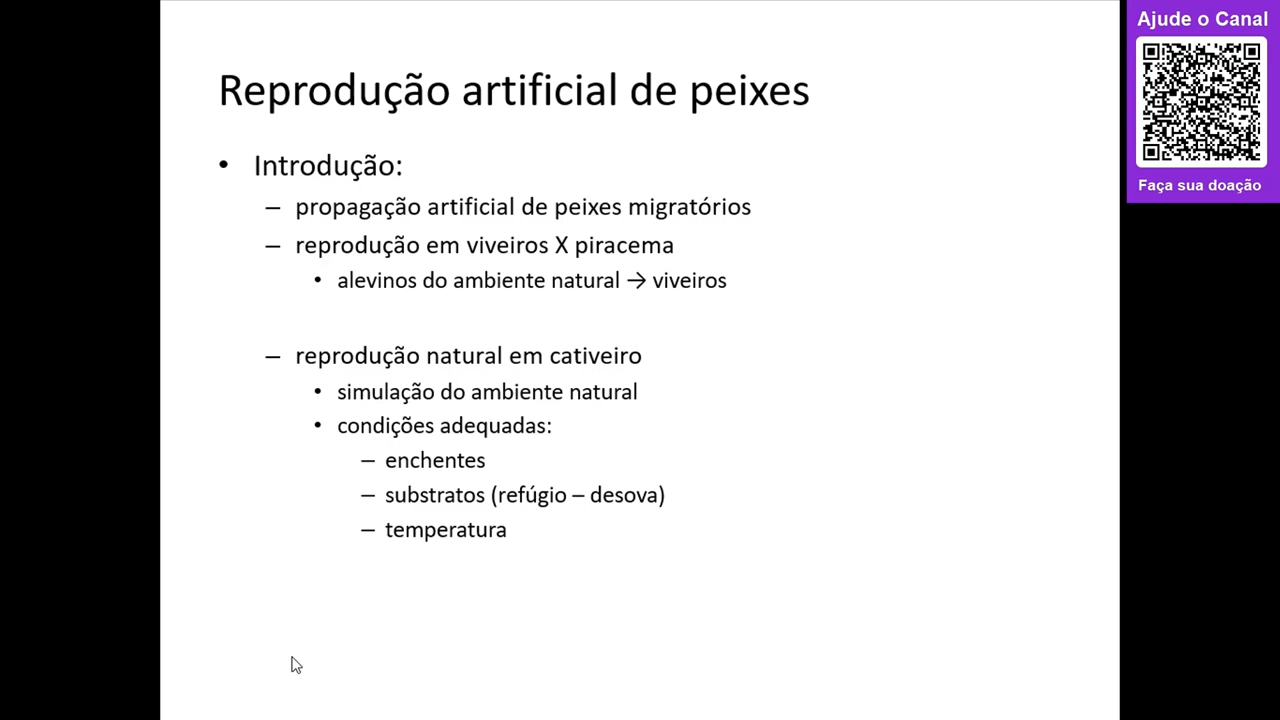 Reprodução artificial de peixes
• Introdução:
– propagação artificial de peixes migratórios
– reprodução em viveiros X piracema
• alevinos do ambiente natural → viveiros
– reprodução natural em cativeiro
• simulação do ambiente natural
• condições adequadas:
– enchentes
– substratos (refúgio – desova)
– temperatura
Ajude o Canal
Faça sua doação